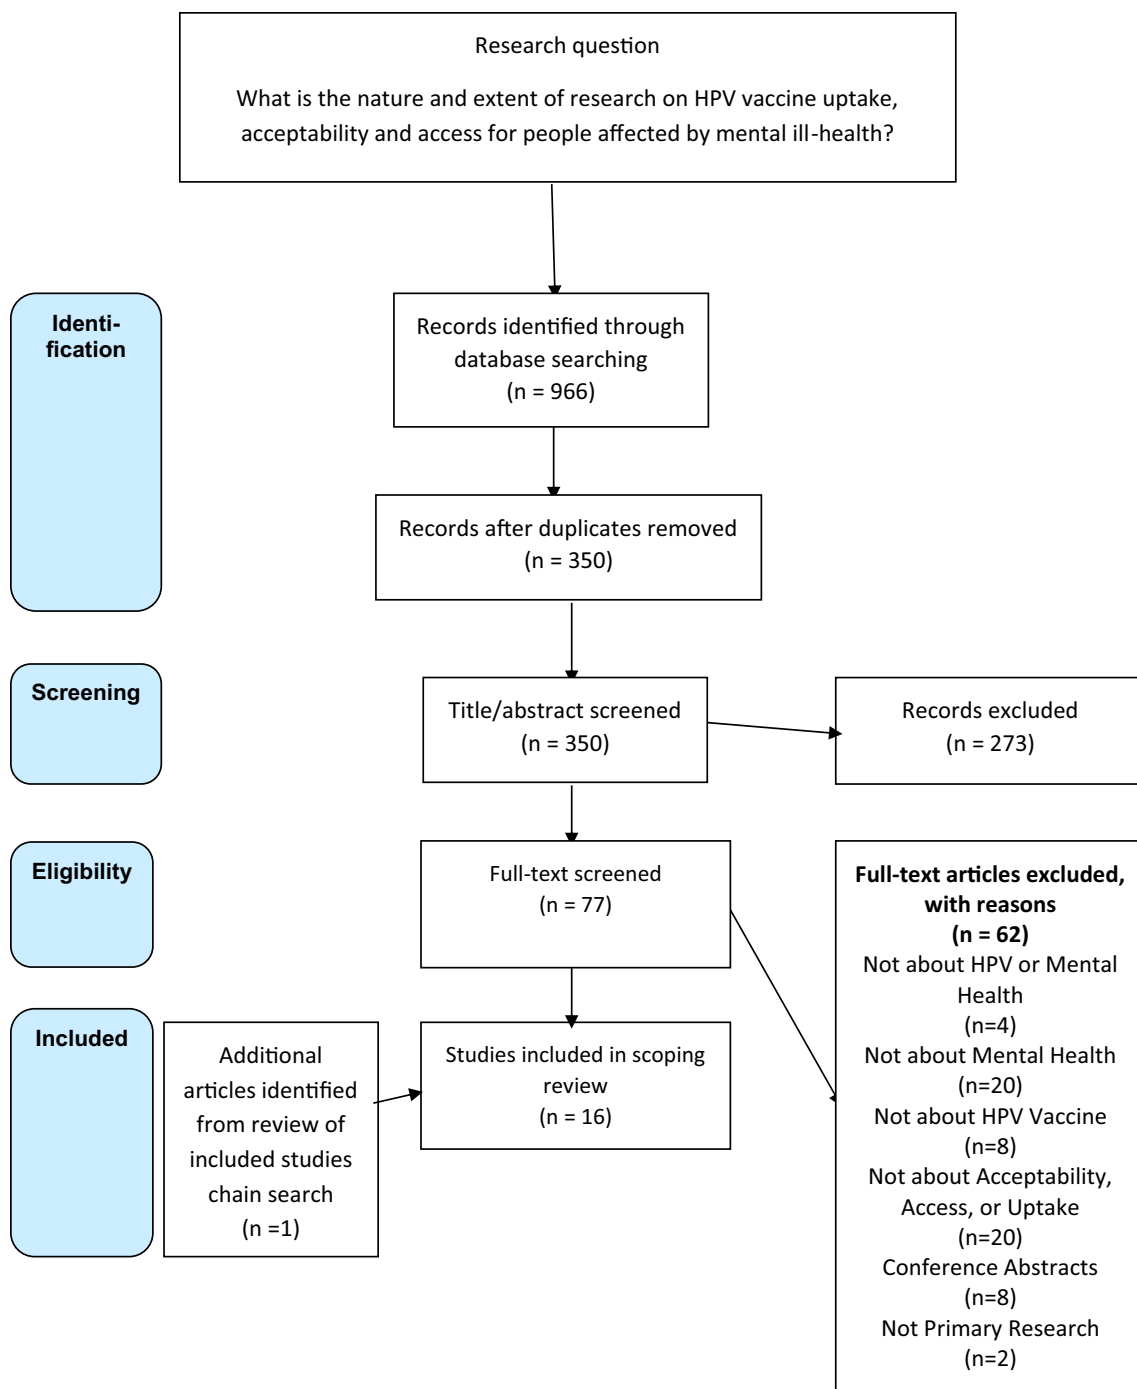 Research question
What is the nature and extent of research on HPV vaccine uptake,
acceptability and access for people affected by mental ill-health?
Identi-
fication
Records identified through
database searching
(n = 966)
Records after duplicates removed
(n = 350)
Screening
Title/abstract screened
(n = 350)
Records excluded
(n = 273)
Eligibility
Full-text screened
(n = 77)
Full-text articles excluded,
with reasons
(n = 62)
Not about HPV or Mental
Health
(n=4)
Not about Mental Health
(n=20)
Not about HPV Vaccine
(n=8)
Not about Acceptability,
Access, or Uptake
(n=20)
Conference Abstracts
(n=8)
Not Primary Research
(n=2)
Included
Additional
articles identified
from review of
included studies
chain search
(n =1)
Studies included in scoping
review
(n = 16)